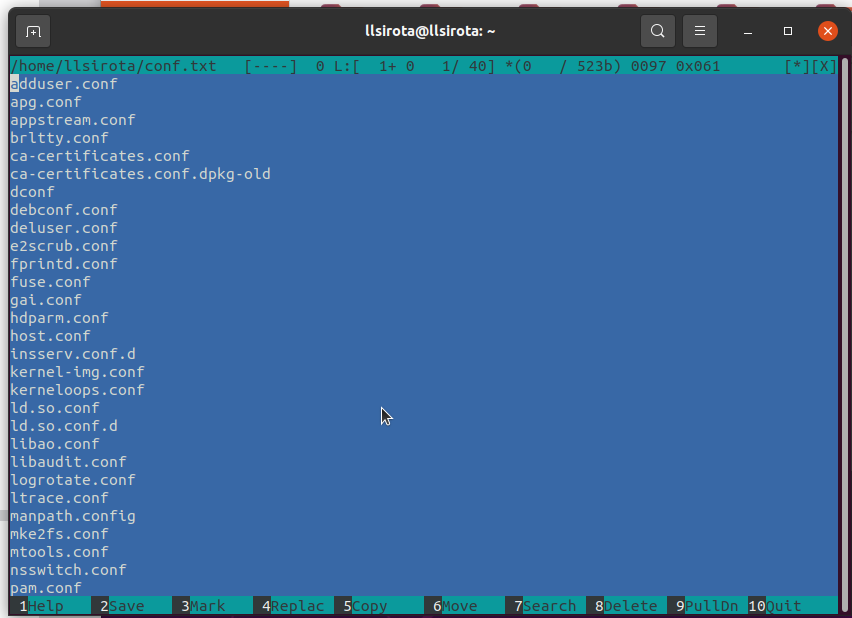 llsirota@llsirota: ~
/home/llsirota/conf.txt [----] 0 L:[ 1+ 0 1/ 40] *(0 / 523b) 0097 0x061 [*][X]
adduser.conf
apg.conf
appstream.conf
brltty.conf
ca-certificates.conf
ca-certificates.conf.dpkg-old
dconf
debconf.conf
deluser.conf
e2scrub.conf
fprintd.conf
fuse.conf
gai.conf
hdparm.conf
host.conf
insserv.conf.d
kernel-img.conf
kerneloops.conf
ld.so.conf
ld.so.conf.d
libao.conf
libaudit.conf
logrotate.conf
ltrace.conf
manpath.config
mke2fs.conf
mtools.conf
nsswitch.conf
pam.conf
1Help 2Save 3Mark 4Replac 5Copy 6Move 7Search 8Delete 9PullDn 10Quit